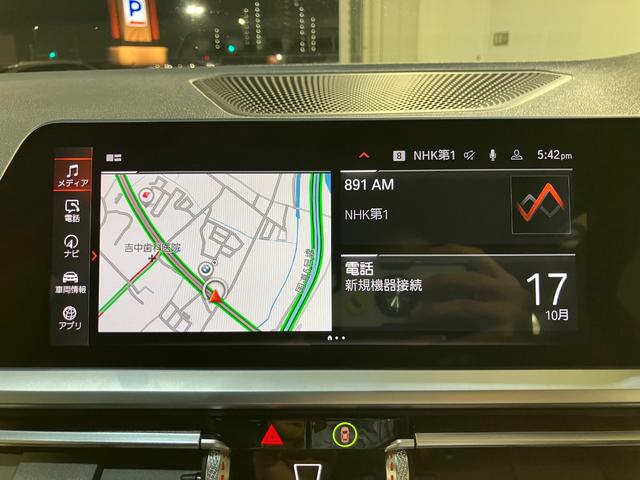 P
8 NHK第1 5:42pm
メディア
電話
ナビ
車両情報
アプリ
吉中歯科医院
891 AM
NHK第1
電話
新規機器接続
17
10月